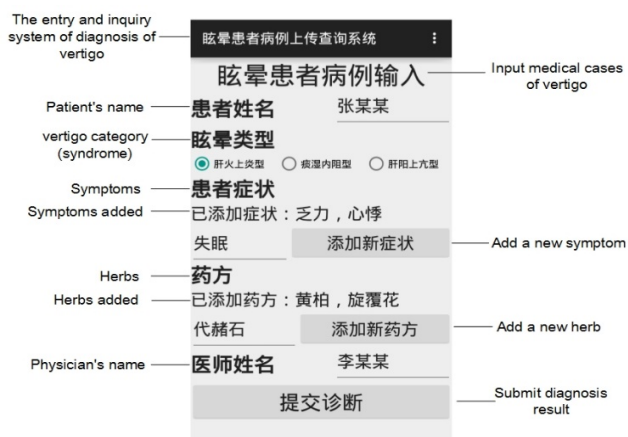 The entry and inquiry
system of diagnosis of
vertigo
眩晕患者病例上传查询系统
眩晕患者病例输入
Input medical cases
of vertigo
Patient's name
患者姓名
张某某
vertigo category
(syndrome)
眩晕类型
肝火上炎型
痰湿内阻型
肝阳上亢型
Symptoms
患者症状
Symptoms added
已添加症状：乏力，心悸
失眠
添加新症状
Add a new symptom
Herbs
药方
Herbs added
已添加药方：黄柏，旋覆花
代赭石
添加新药方
Add a new herb
Physician's name
医师姓名
李某某
提交诊断
Submit diagnosis
result